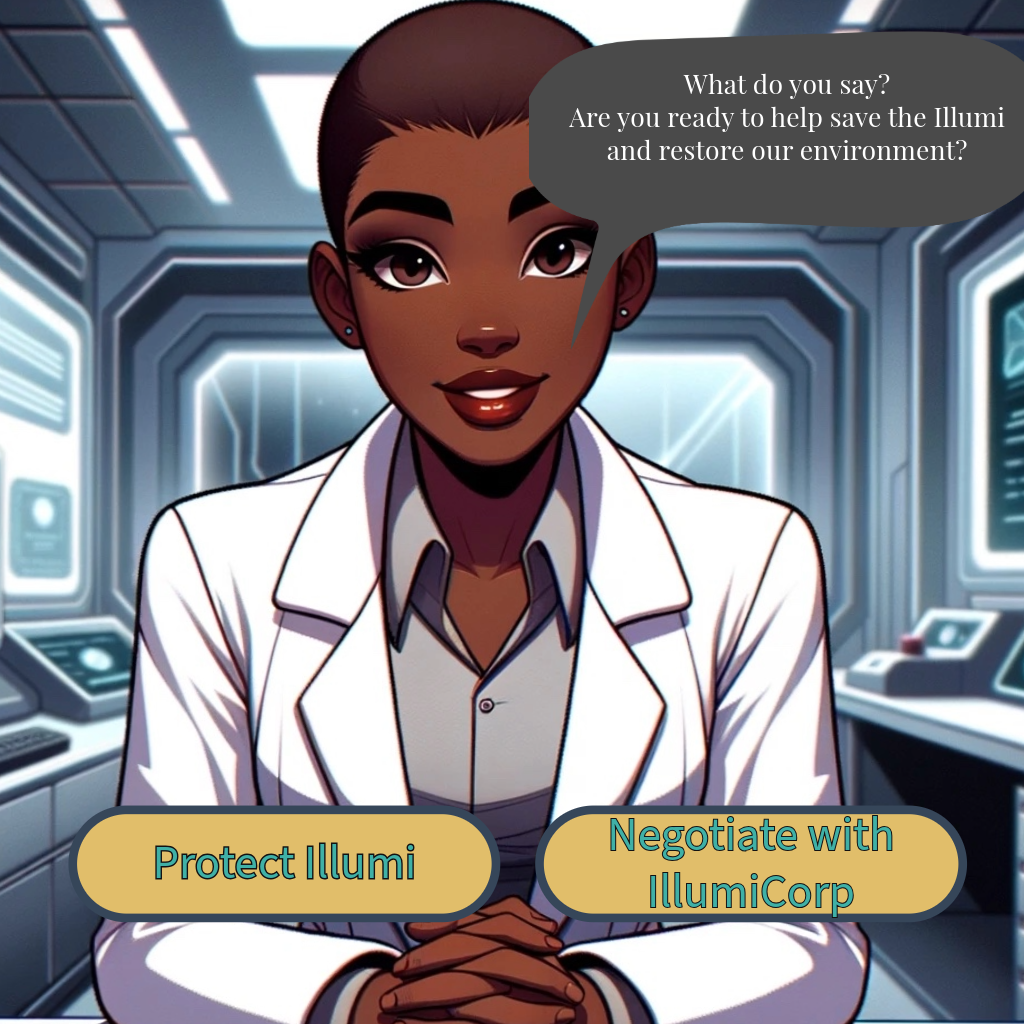 What do you say?
Are you ready to help save the Illumi
and restore our environment?
Protect Illumi
Negotiate with
IllumiCorp